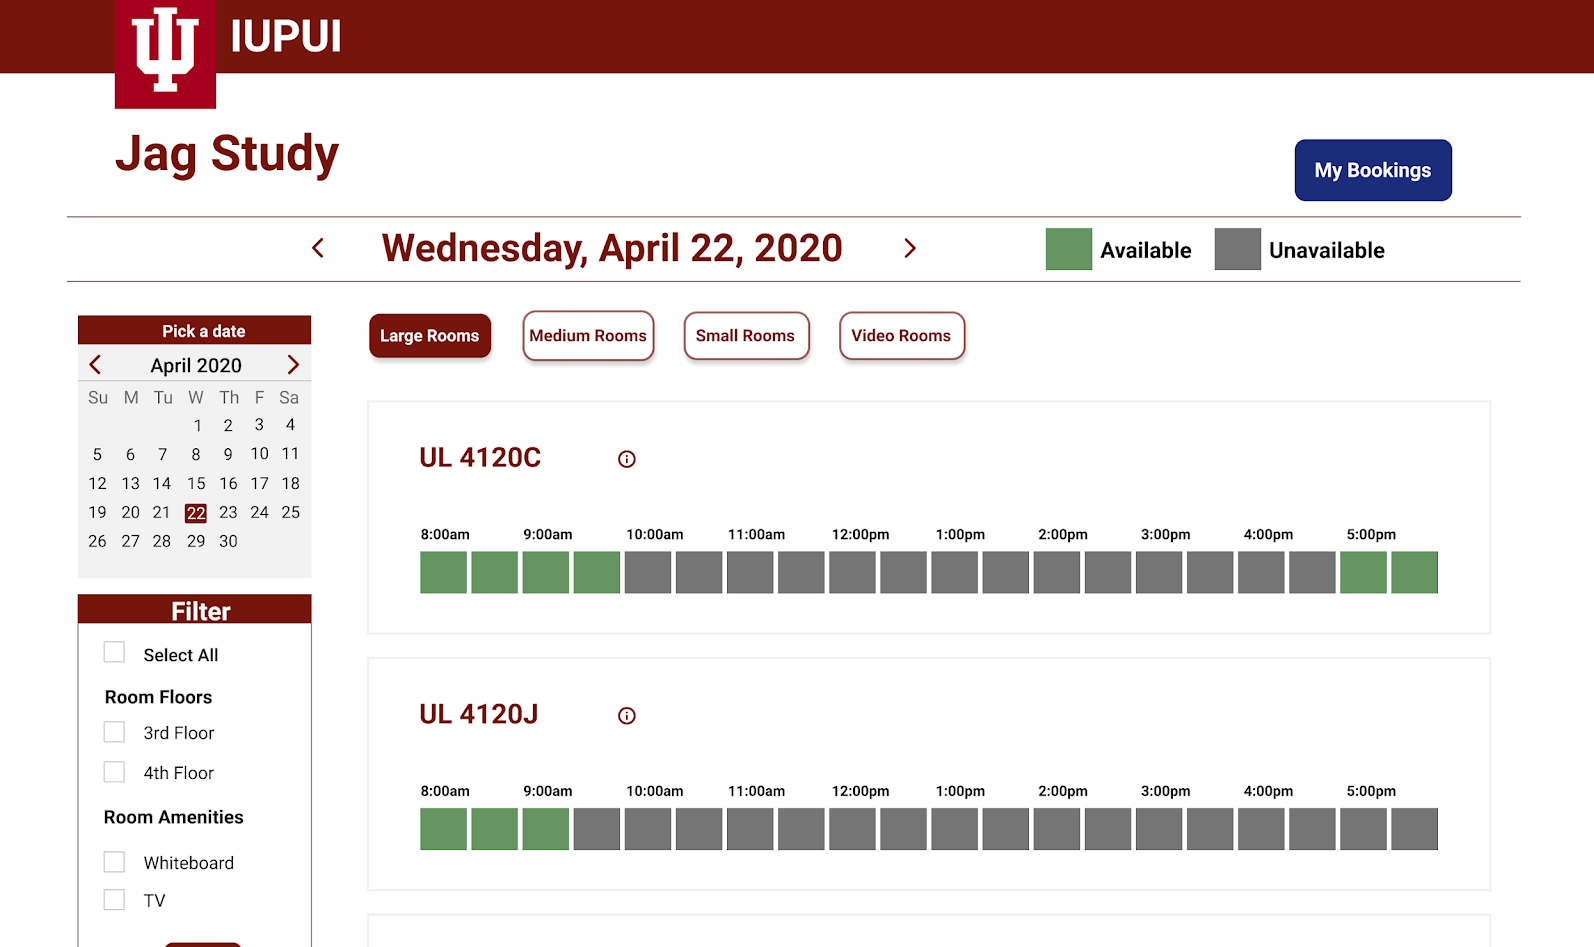 IUPUI
Jag Study
My Bookings
Wednesday, April 22, 2020
Available
Unavailable
Pick a date
April 2020
Su M Tu W Th F Sa
1 2 3 4
5 6 7 8 9 10 11
12 13 14 15 16 17 18
19 20 21 22 23 24 25
26 27 28 29 30
Filter
Select All
Room Floors
3rd Floor
4th Floor
Room Amenities
Whiteboard
TV
Large Rooms
Medium Rooms
Small Rooms
Video Rooms
UL 4120C
8:00am 9:00am 10:00am 11:00am 12:00pm 1:00pm 2:00pm 3:00pm 4:00pm 5:00pm
UL 4120J
8:00am 9:00am 10:00am 11:00am 12:00pm 1:00pm 2:00pm 3:00pm 4:00pm 5:00pm